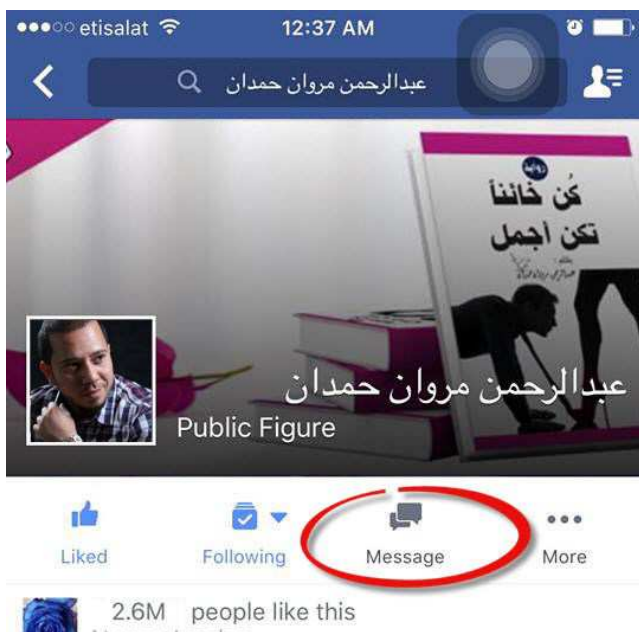 etisalat 12:37 AM
عبدالرحمن مروان حمدان
رواية
كُن خائناً
تكن أجمل
عبدالرحمن مروان حمدان
Public Figure
Liked Following Message More
2.6M people like this